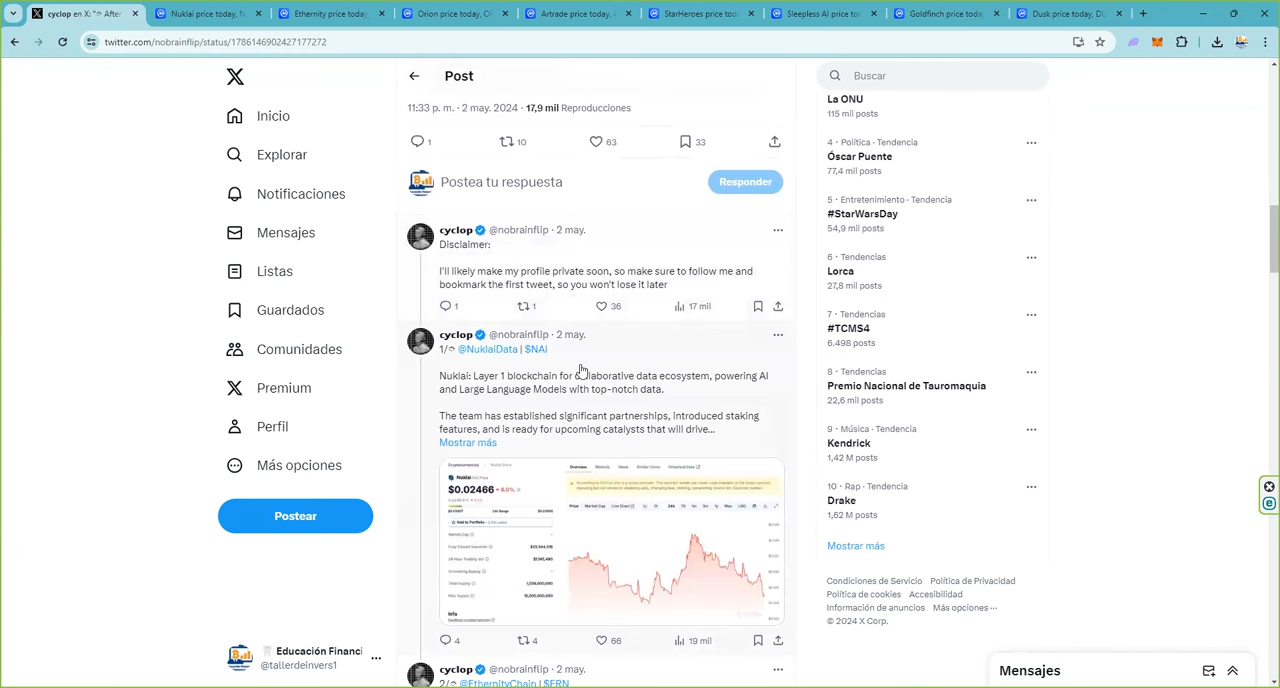 cyclop en X: "After
Nuklai price today, N
Ethernity price today,
Orion price today, O
Artrade price today,
StarHeroes price tod
Sleepless AI price to
Goldfinch price toda
Dusk price today, DU
twitter.com/nobrainflip/status/1786146902427177272
Inicio
Explorar
Notificaciones
Mensajes
Listas
Guardados
Comunidades
Premium
Perfil
Más opciones
Postear
Educación Financi
@tallerdeinvers1
Post
11:33 p. m. · 2 may. 2024 · 17,9 mil Reproducciones
1 10 63 33
Postea tu respuesta
Responder
cyclop @nobrainflip · 2 may.
Disclaimer:
I'll likely make my profile private soon, so make sure to follow me and
bookmark the first tweet, so you won't lose it later
1 1 36 17 mil
cyclop @nobrainflip · 2 may.
1/ @NuklaiData | $NAI
Nuklai: Layer 1 blockchain for collaborative data ecosystem, powering AI
and Large Language Models with top-notch data.
The team has established significant partnerships, introduced staking
features, and is ready for upcoming catalysts that will drive...
Mostrar más
Nuklai
$0.02466
Overview
Add to Portfolio
Info
4 4 66 19 mil
cyclop @nobrainflip · 2 may.
2/ @EthernityChain | $ERN
Buscar
La ONU
115 mil posts
4 · Política · Tendencia
Óscar Puente
77,4 mil posts
5 · Entretenimiento · Tendencia
#StarWarsDay
54,9 mil posts
6 · Tendencias
Lorca
27,8 mil posts
7 · Tendencias
#TCMS4
6.498 posts
8 · Tendencias
Premio Nacional de Tauromaquia
22,6 mil posts
9 · Música · Tendencia
Kendrick
1,42 M posts
10 · Rap · Tendencia
Drake
1,62 M posts
Mostrar más
Condiciones de Servicio Política de Privacidad
Política de cookies Accesibilidad
Información de anuncios Más opciones ···
© 2024 X Corp.
Mensajes